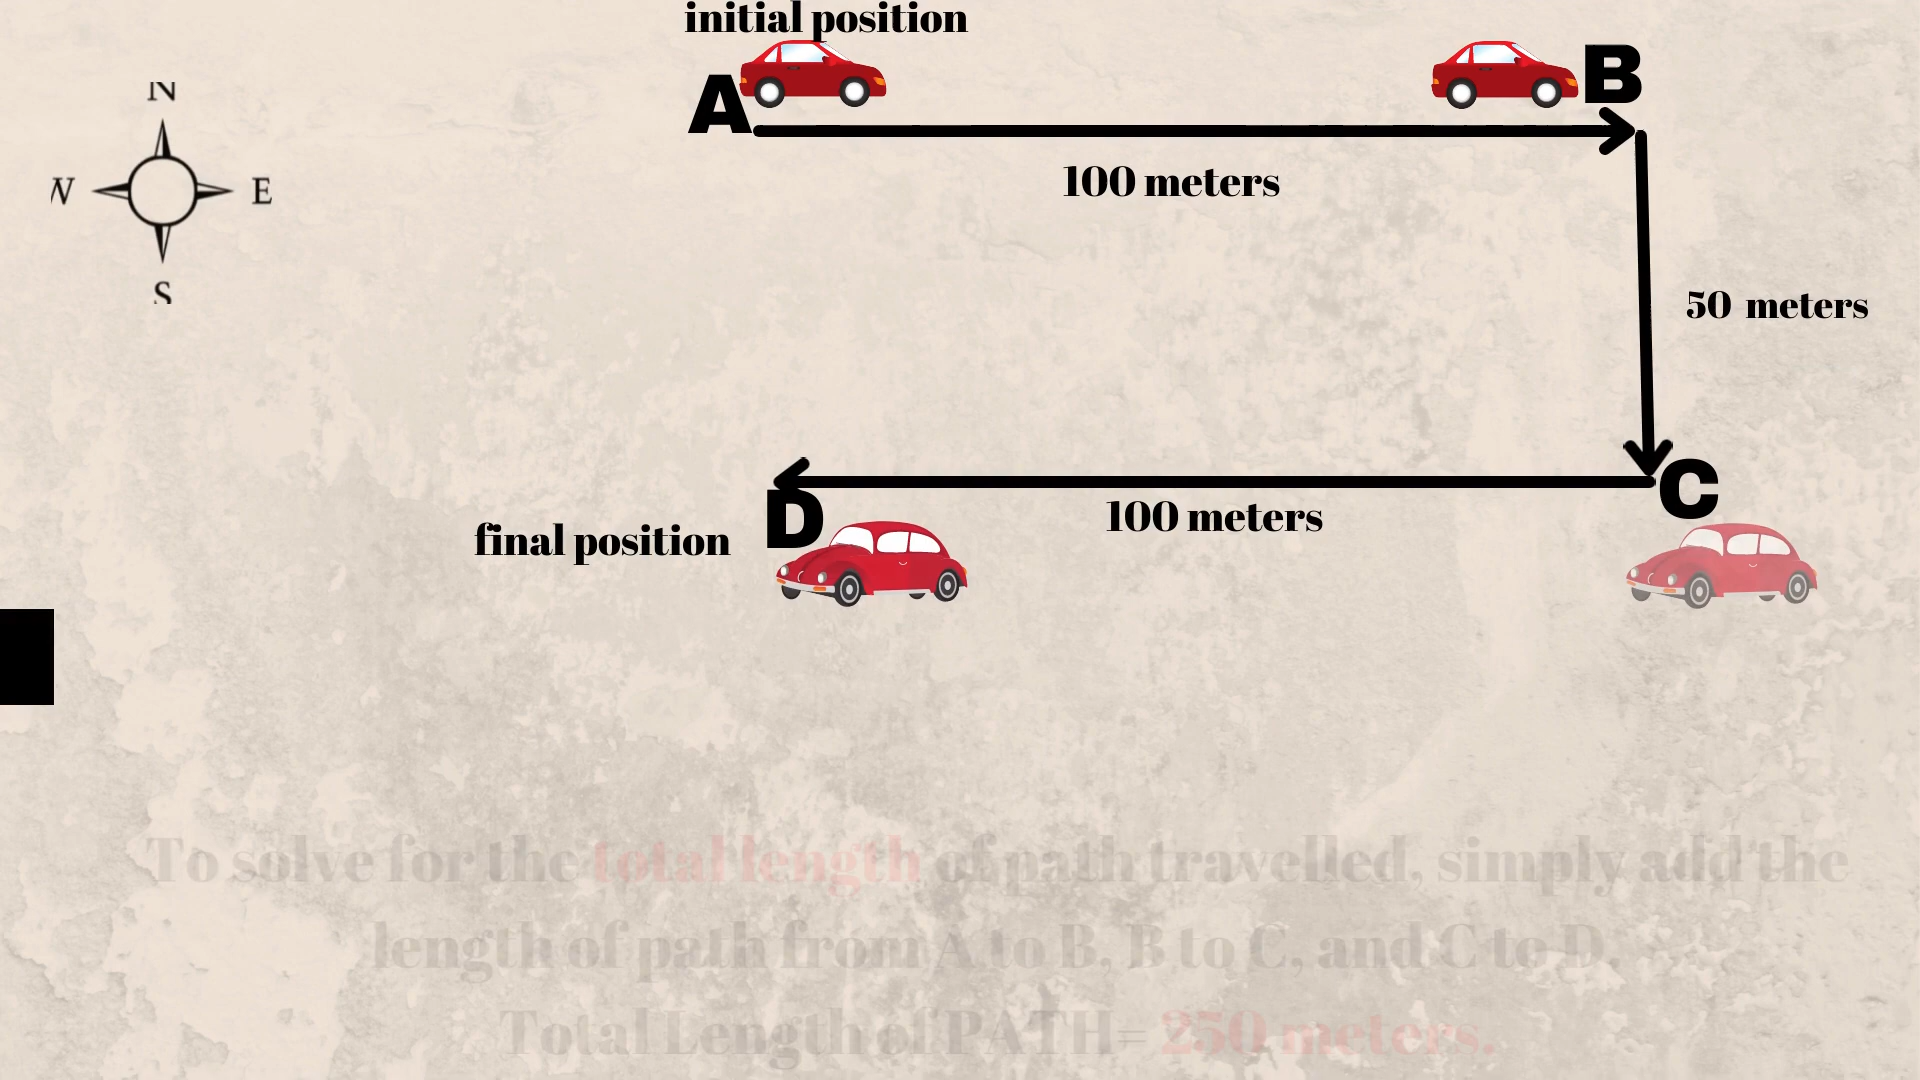 initial position
N
W E
S
A
B
100 meters
50 meters
C
D
100 meters
final position
To solve for the total length of path travelled, simply add the
length of path from A to B, B to C, and C to D.
Total Length of PATH= 250 meters.